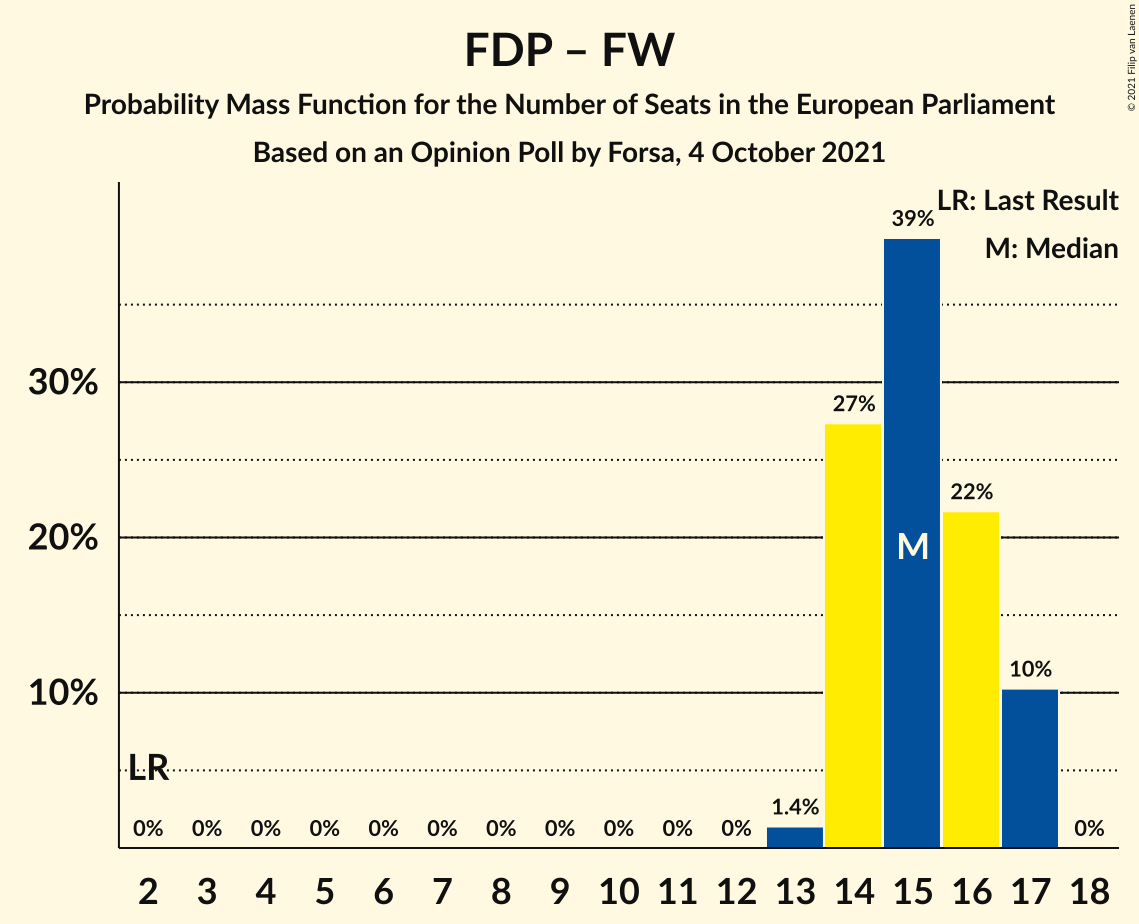 FDP – FW
Probability Mass Function for the Number of Seats in the European Parliament
Based on an Opinion Poll by Forsa, 4 October 2021
© 2021 Filip van Laenen
LR: Last Result
M: Median
39%
30%
27%
22%
20%
M
10%
10%
LR
1.4%
0% 0% 0% 0% 0% 0% 0% 0% 0% 0% 0% 0%
2 3 4 5 6 7 8 9 10 11 12 13 14 15 16 17 18